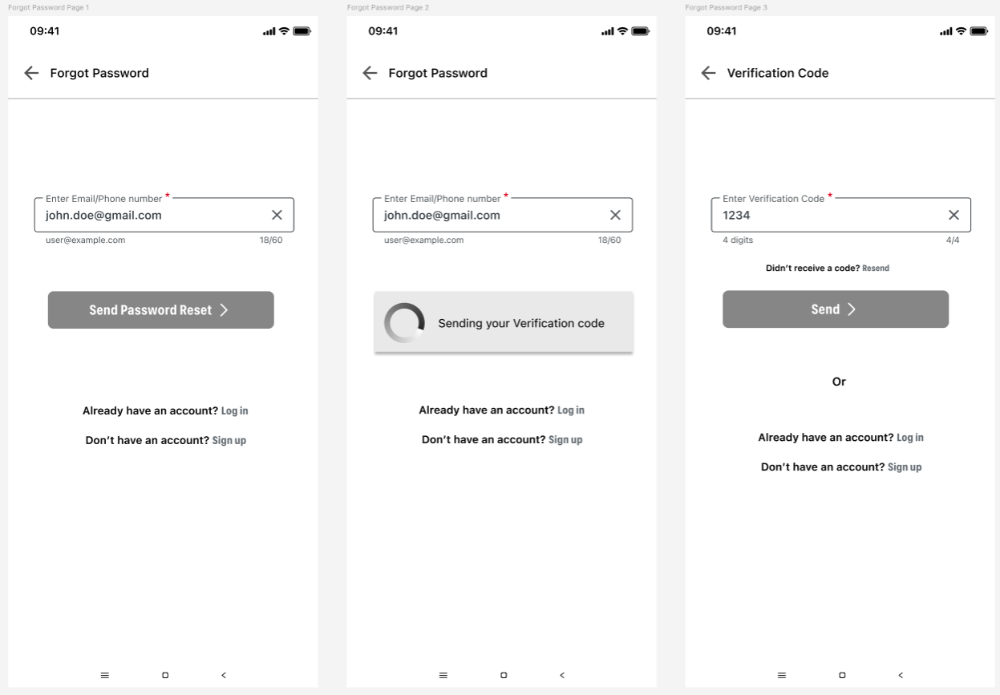 Forgot Password Page 1
09:41
Forgot Password
Enter Email/Phone number *
john.doe@gmail.com
user@example.com 18/60
Send Password Reset
Already have an account? Log in
Don't have an account? Sign up
Forgot Password Page 2
09:41
Forgot Password
Enter Email/Phone number *
john.doe@gmail.com
user@example.com 18/60
Sending your Verification code
Already have an account? Log in
Don't have an account? Sign up
Forgot Password Page 3
09:41
Verification Code
Enter Verification Code *
1234
4 digits 4/4
Didn't receive a code? Resend
Send
Or
Already have an account? Log in
Don't have an account? Sign up